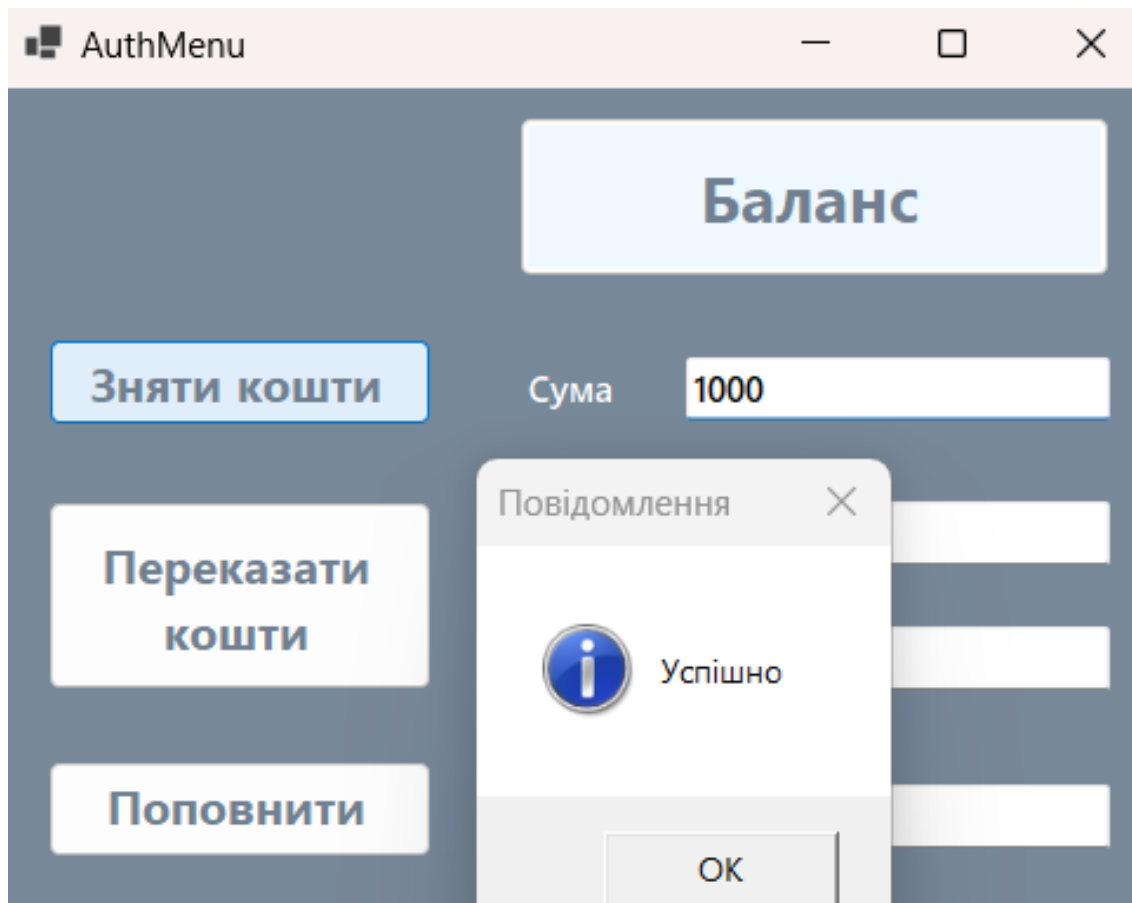 AuthMenu
Баланс
Зняти кошти
Сума
1000
Повідомлення
Переказати
кошти
Успішно
Поповнити
OK